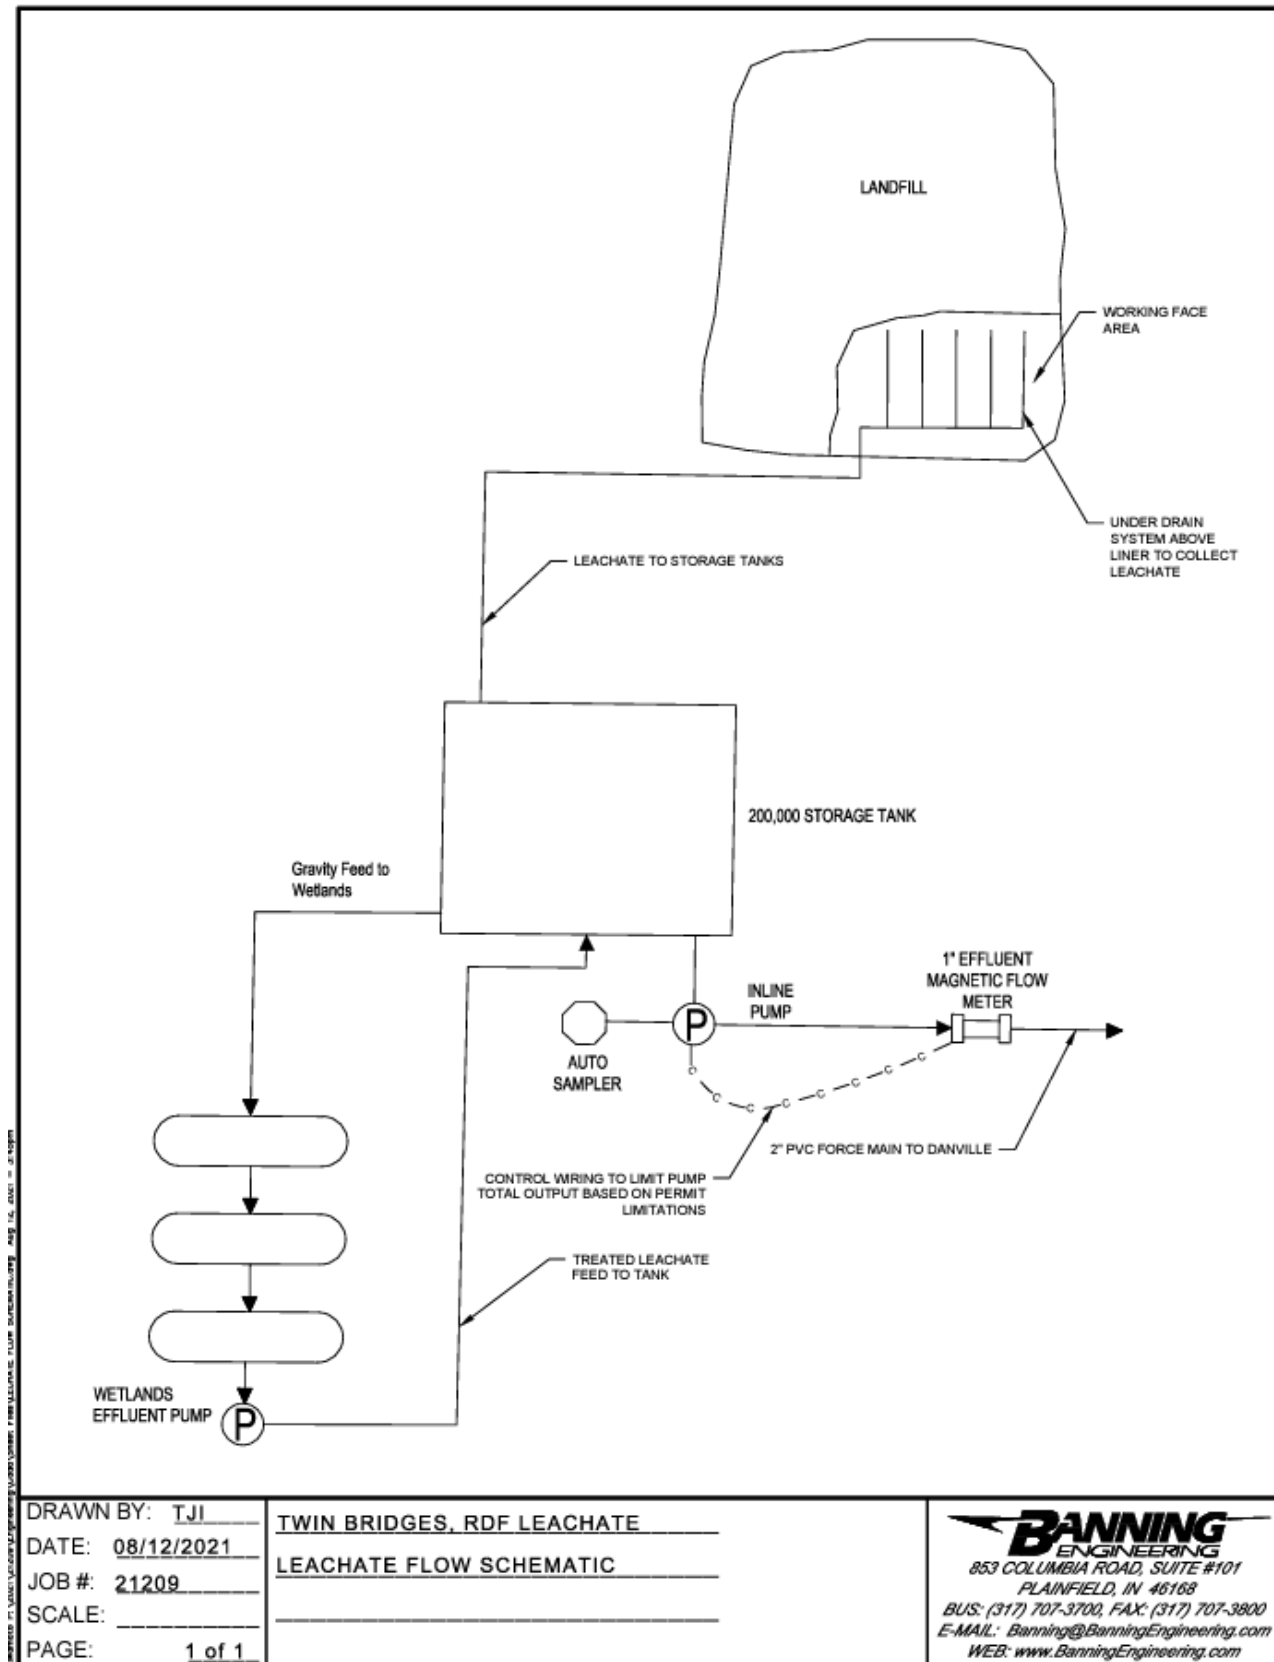 LANDFILL
WORKING FACE
AREA
UNDER DRAIN
SYSTEM ABOVE
LINER TO COLLECT
LEACHATE
LEACHATE TO STORAGE TANKS
200,000 STORAGE TANK
Gravity Feed to
Wetlands
1" EFFLUENT
MAGNETIC FLOW
METER
INLINE
PUMP
P
AUTO
SAMPLER
C C C C C C C C
2" PVC FORCE MAIN TO DANVILLE
CONTROL WIRING TO LIMIT PUMP
TOTAL OUTPUT BASED ON PERMIT
LIMITATIONS
TREATED LEACHATE
FEED TO TANK
WETLANDS
EFFLUENT PUMP
P
DRAWN BY: TJI
DATE: 08/12/2021
JOB #: 21209
SCALE:
PAGE: 1 of 1
TWIN BRIDGES, RDF LEACHATE
LEACHATE FLOW SCHEMATIC
BANNING
ENGINEERING
853 COLUMBIA ROAD, SUITE #101
PLAINFIELD, IN 46168
BUS: (317) 707-3700, FAX: (317) 707-3800
E-MAIL: Banning@BanningEngineering.com
WEB: www.BanningEngineering.com